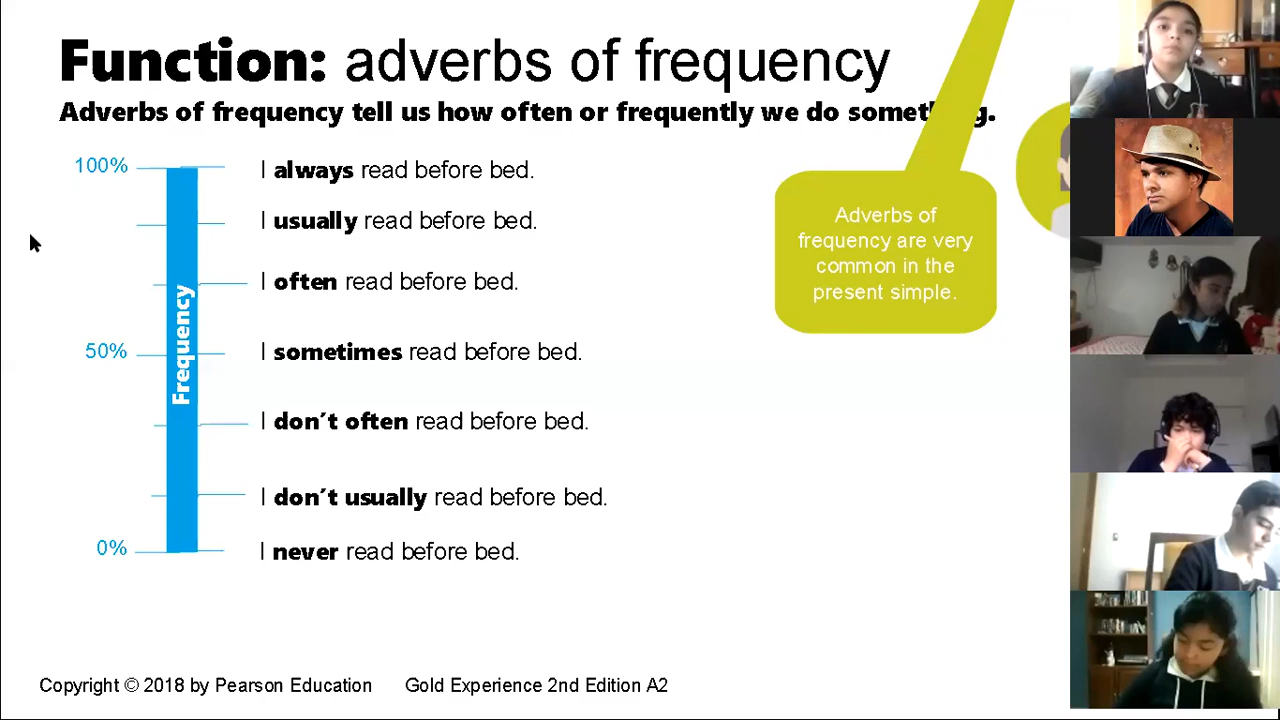 Function: adverbs of frequency
Adverbs of frequency tell us how often or frequently we do something.
100%
I always read before bed.
I usually read before bed.
I often read before bed.
50%
I sometimes read before bed.
I don´t often read before bed.
I don´t usually read before bed.
0%
I never read before bed.
Frequency
Adverbs of
frequency are very
common in the
present simple.
Copyright © 2018 by Pearson Education
Gold Experience 2nd Edition A2